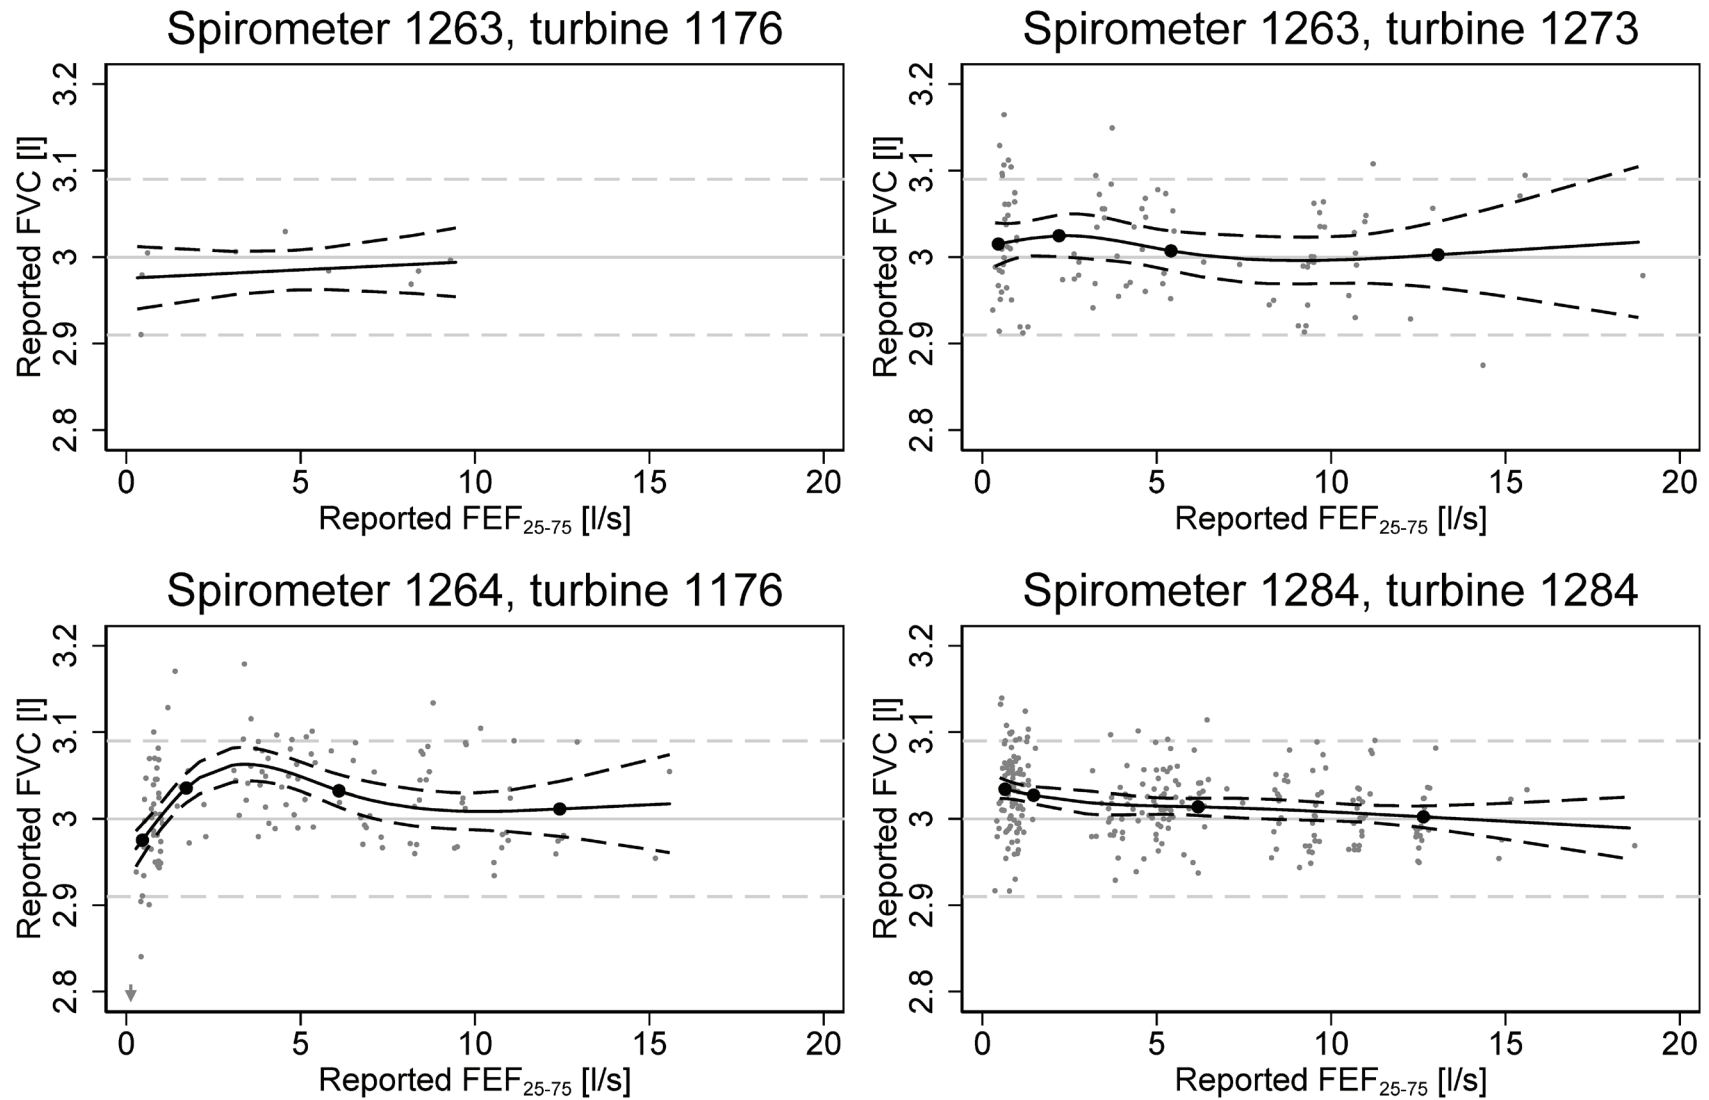 Spirometer 1263, turbine 1176
Reported FVC [l]
3.2
3.1
3
2.9
2.8
0 5 10 15 20
Reported FEF25-75 [l/s]
Spirometer 1263, turbine 1273
Reported FVC [l]
3.2
3.1
3
2.9
2.8
0 5 10 15 20
Reported FEF25-75 [l/s]
Spirometer 1264, turbine 1176
Reported FVC [l]
3.2
3.1
3
2.9
2.8
0 5 10 15 20
Reported FEF25-75 [l/s]
Spirometer 1284, turbine 1284
Reported FVC [l]
3.2
3.1
3
2.9
2.8
0 5 10 15 20
Reported FEF25-75 [l/s]